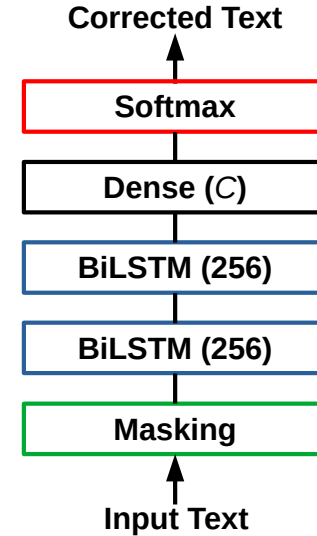 Corrected Text
Softmax
Dense (C)
BiLSTM (256)
BiLSTM (256)
Masking
Input Text